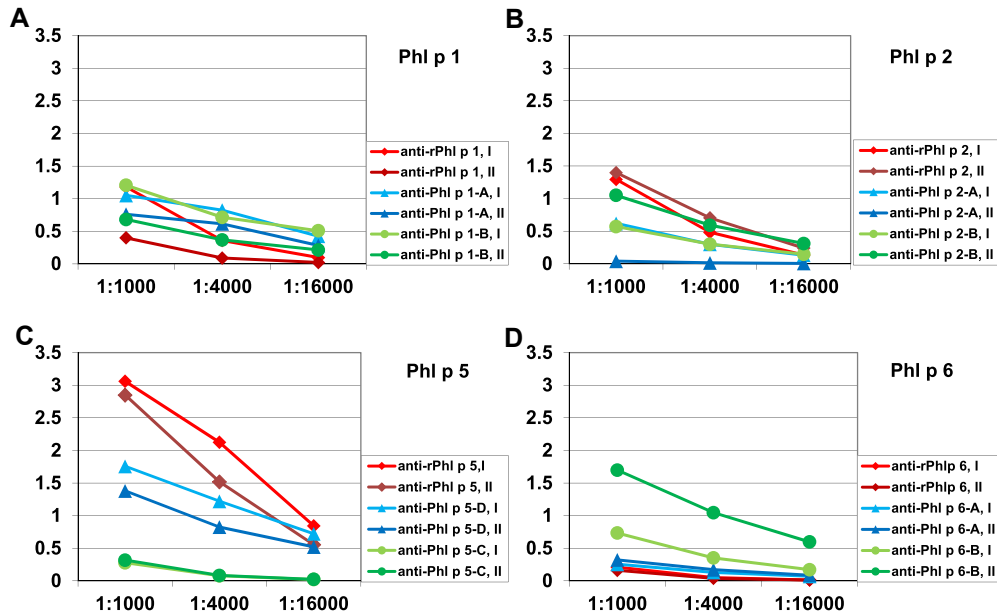 A
Phl p 1
3.5
3
2.5
2
1.5
1
0.5
0
1:1000 1:4000 1:16000
anti-rPhl p 1, I
anti-rPhl p 1, II
anti-Phl p 1-A, I
anti-Phl p 1-A, II
anti-Phl p 1-B, I
anti-Phl p 1-B, II
B
Phl p 2
3.5
3
2.5
2
1.5
1
0.5
0
1:1000 1:4000 1:16000
anti-rPhl p 2, I
anti-rPhl p 2, II
anti-Phl p 2-A, I
anti-Phl p 2-A, II
anti-Phl p 2-B, I
anti-Phl p 2-B, II
C
Phl p 5
3.5
3
2.5
2
1.5
1
0.5
0
1:1000 1:4000 1:16000
anti-rPhl p 5,I
anti-rPhl p 5, II
anti-Phl p 5-D, I
anti-Phl p 5-D, II
anti-Phl p 5-C, I
anti-Phl p 5-C, II
D
Phl p 6
3.5
3
2.5
2
1.5
1
0.5
0
1:1000 1:4000 1:16000
anti-rPhlp 6, I
anti-rPhlp 6, II
anti-Phl p 6-A, I
anti-Phl p 6-A, II
anti-Phl p 6-B, I
anti-Phl p 6-B, II